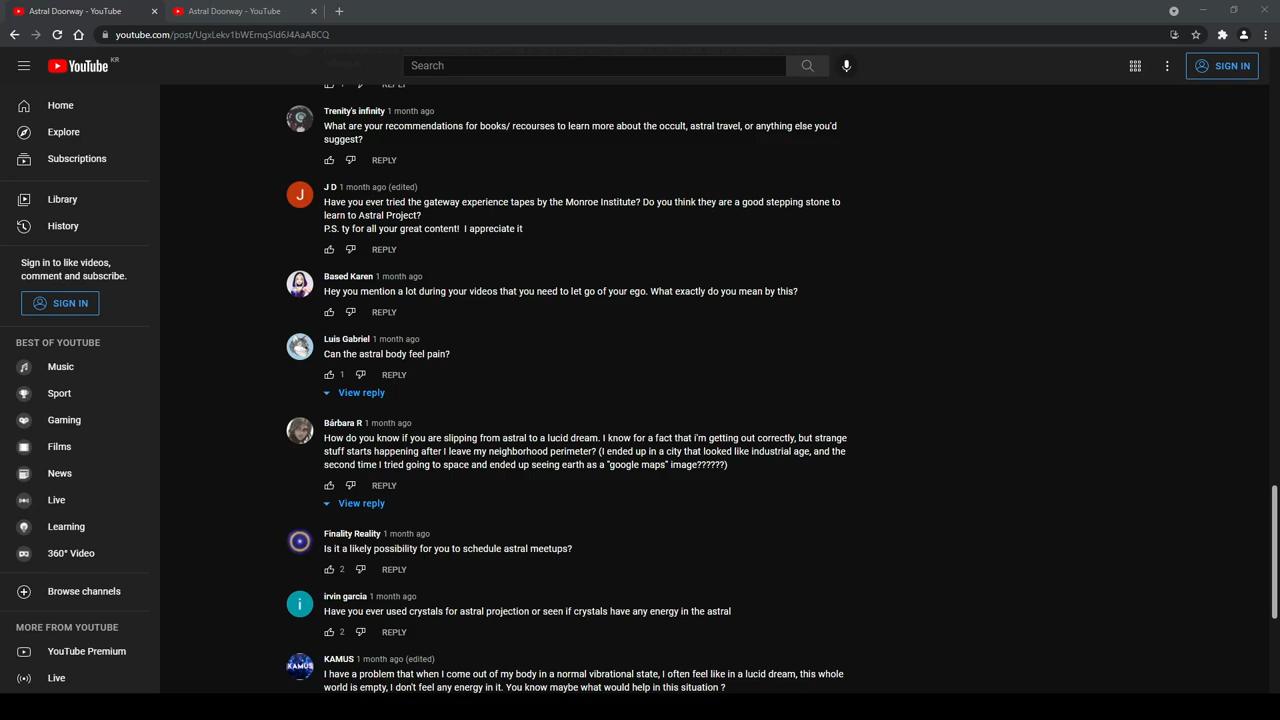 Astral Doorway - YouTube
Astral Doorway - YouTube
youtube.com/post/UgxLekv1bWErnqSld6J4AaABCQ
YouTube KR
Search
SIGN IN
Home
Explore
Subscriptions
Library
History
Sign in to like videos,
comment and subscribe.
SIGN IN
BEST OF YOUTUBE
Music
Sport
Gaming
Films
News
Live
Learning
360° Video
Browse channels
MORE FROM YOUTUBE
YouTube Premium
Live
REPLY
Trenity's infinity 1 month ago
What are your recommendations for books/ recourses to learn more about the occult, astral travel, or anything else you'd
suggest?
REPLY
J
J D 1 month ago (edited)
Have you ever tried the gateway experience tapes by the Monroe Institute? Do you think they are a good stepping stone to
learn to Astral Project?
P.S. ty for all your great content! I appreciate it
REPLY
Based Karen 1 month ago
Hey you mention a lot during your videos that you need to let go of your ego. What exactly do you mean by this?
REPLY
Luis Gabriel 1 month ago
Can the astral body feel pain?
1 REPLY
View reply
Bárbara R 1 month ago
How do you know if you are slipping from astral to a lucid dream. I know for a fact that i'm getting out correctly, but strange
stuff starts happening after I leave my neighborhood perimeter? (I ended up in a city that looked like industrial age, and the
second time I tried going to space and ended up seeing earth as a "google maps" image??????)
REPLY
View reply
Finality Reality 1 month ago
Is it a likely possibility for you to schedule astral meetups?
2 REPLY
i
irvin garcia 1 month ago
Have you ever used crystals for astral projection or seen if crystals have any energy in the astral
2 REPLY
KAMUS
KAMUS 1 month ago (edited)
I have a problem that when I come out of my body in a normal vibrational state, I often feel like in a lucid dream, this whole
world is empty, I don't feel any energy in it. You know maybe what would help in this situation ?